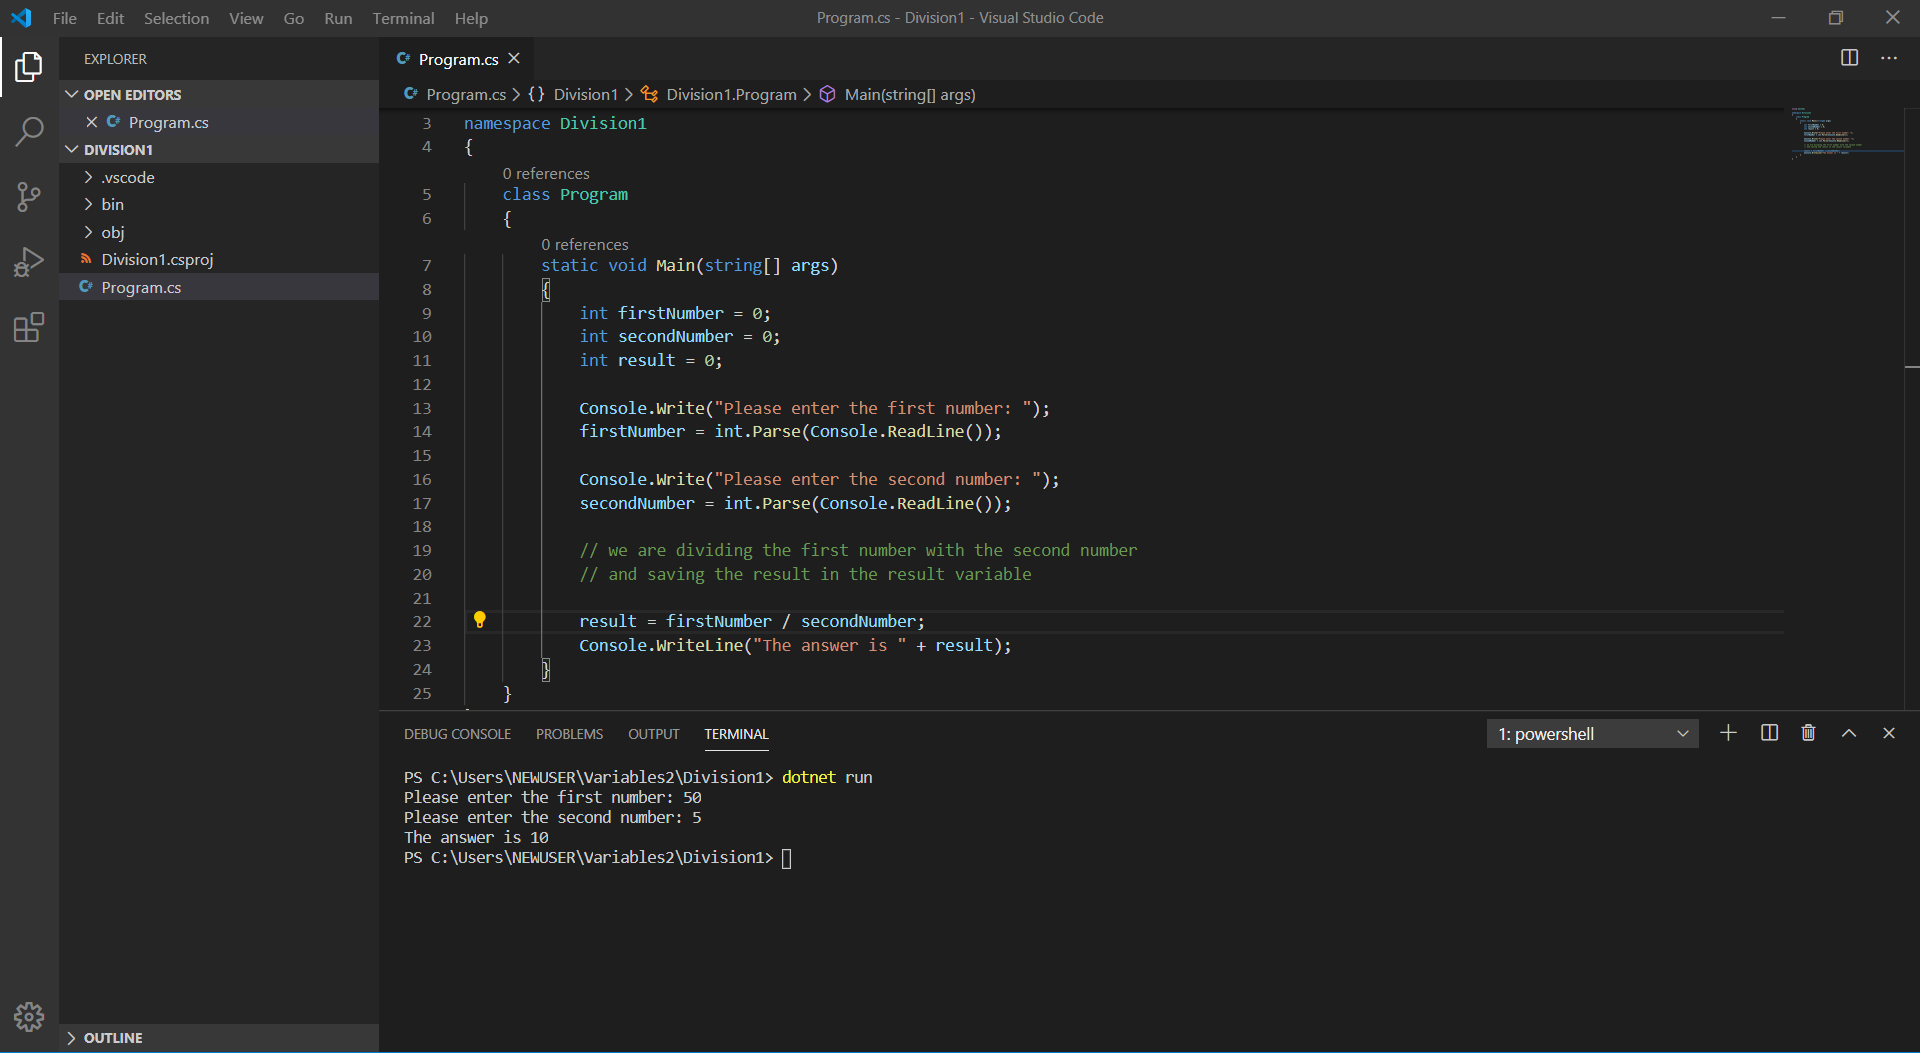 File Edit Selection View Go Run Terminal Help Program.cs - Division1 - Visual Studio Code
EXPLORER
OPEN EDITORS
Program.cs
DIVISION1
.vscode
bin
obj
Division1.csproj
Program.cs
OUTLINE
Program.cs
Program.cs > {} Division1 > Division1.Program > Main(string[] args)
3 namespace Division1
4 {
0 references
5 class Program
6 {
0 references
7 static void Main(string[] args)
8 {
9 int firstNumber = 0;
10 int secondNumber = 0;
11 int result = 0;
12
13 Console.Write("Please enter the first number: ");
14 firstNumber = int.Parse(Console.ReadLine());
15
16 Console.Write("Please enter the second number: ");
17 secondNumber = int.Parse(Console.ReadLine());
18
19 // we are dividing the first number with the second number
20 // and saving the result in the result variable
21
22 result = firstNumber / secondNumber;
23 Console.WriteLine("The answer is " + result);
24 }
25 }
DEBUG CONSOLE PROBLEMS OUTPUT TERMINAL 1: powershell
PS C:\Users\NEWUSER\Variables2\Division1> dotnet run
Please enter the first number: 50
Please enter the second number: 5
The answer is 10
PS C:\Users\NEWUSER\Variables2\Division1>